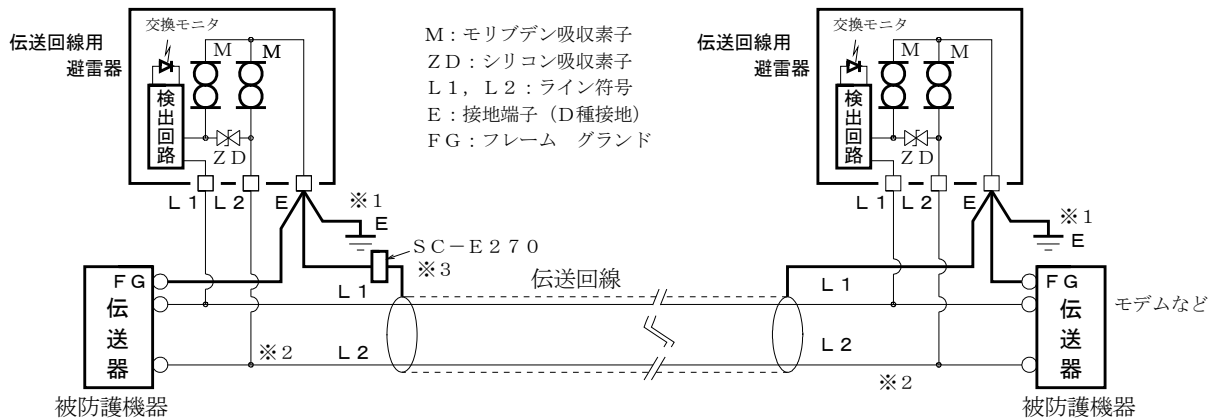 交換モニタ
伝送回線用
避雷器
M M
検出回路
ZD
L1 L2 E
※1
E
M:モリブデン吸収素子
ZD:シリコン吸収素子
L1,L2:ライン符号
E:接地端子(D種接地)
FG:フレーム グランド
交換モニタ
伝送回線用
避雷器
M M
検出回路
ZD
L1 L2 E
※1
E
SC-E270
※3
伝送回線
FG
伝送器
L1
L2
※2
被防護機器
L1
L2
※2
FG
伝送器
モデムなど
被防護機器